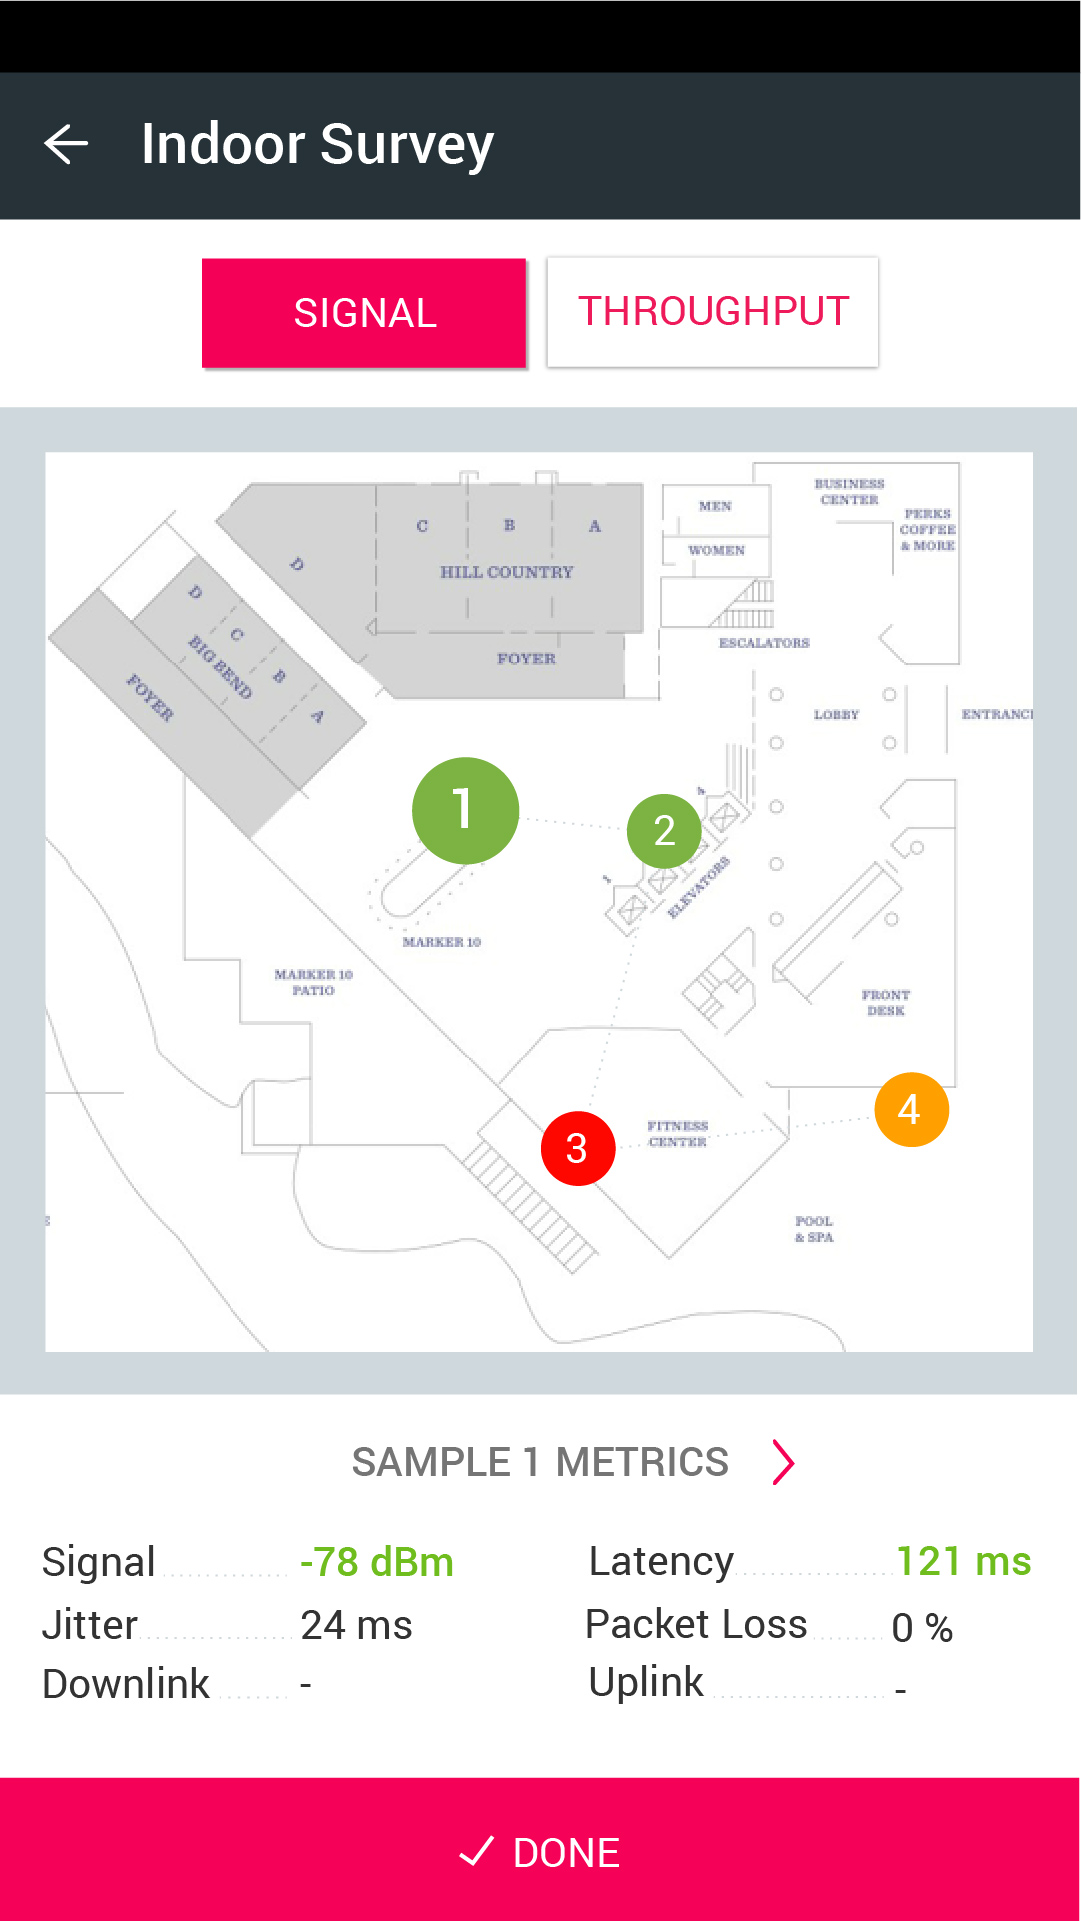 Indoor Survey
SIGNAL
THROUGHPUT
BUSINESS
CENTER
PERKS
COFFEE
& MORE
MEN
WOMEN
C
B
A
D
HILL COUNTRY
FOYER
ESCALATORS
D
C
B
A
BIG BEND
FOYER
LOBBY
ENTRANC
1
2
4
1
ELEVATORS
MARKER 10
MARKER 10
PATIO
FRONT
DESK
3
4
FITNESS
CENTER
POOL
& SPA
E
SAMPLE 1 METRICS
Signal -78 dBm
Latency 121 ms
Jitter 24 ms
Packet Loss 0 %
Downlink -
Uplink -
DONE